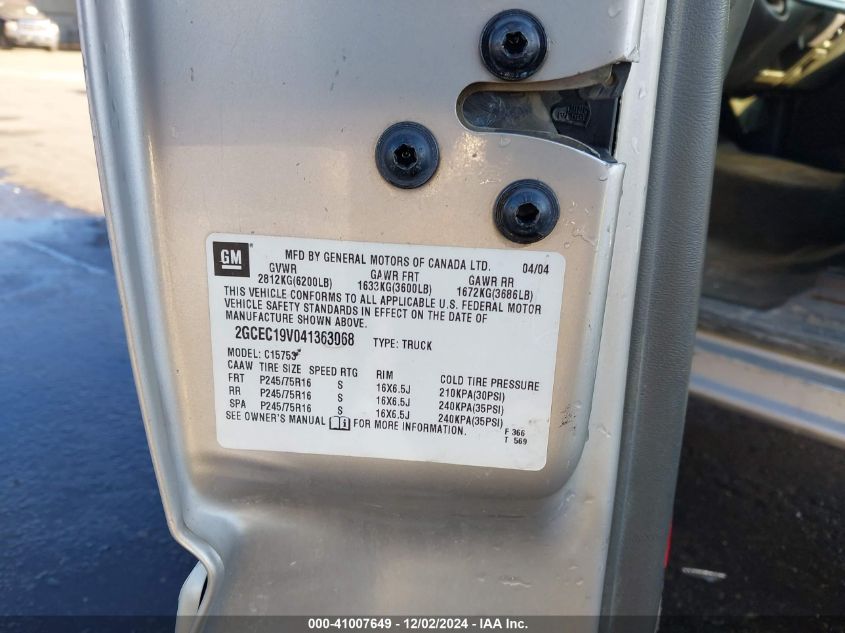 GM
MFD BY GENERAL MOTORS OF CANADA LTD. 04/04
GVWR GAWR FRT GAWR RR
2812KG(6200LB) 1633KG(3600LB) 1672KG(3686LB)
THIS VEHICLE CONFORMS TO ALL APPLICABLE U.S. FEDERAL MOTOR
VEHICLE SAFETY STANDARDS IN EFFECT ON THE DATE OF
MANUFACTURE SHOWN ABOVE.
2GCEC19V041363068 TYPE: TRUCK
MODEL: C15753
CAAW TIRE SIZE SPEED RTG RIM COLD TIRE PRESSURE
FRT P245/75R16 S 16X6.5J 210KPA(30PSI)
RR P245/75R16 S 16X6.5J 240KPA(35PSI)
SPA P245/75R16 S 16X6.5J 240KPA(35PSI)
SEE OWNER'S MANUAL FOR MORE INFORMATION. F 366
T 569
000-41007649 - 12/02/2024 - IAA Inc.